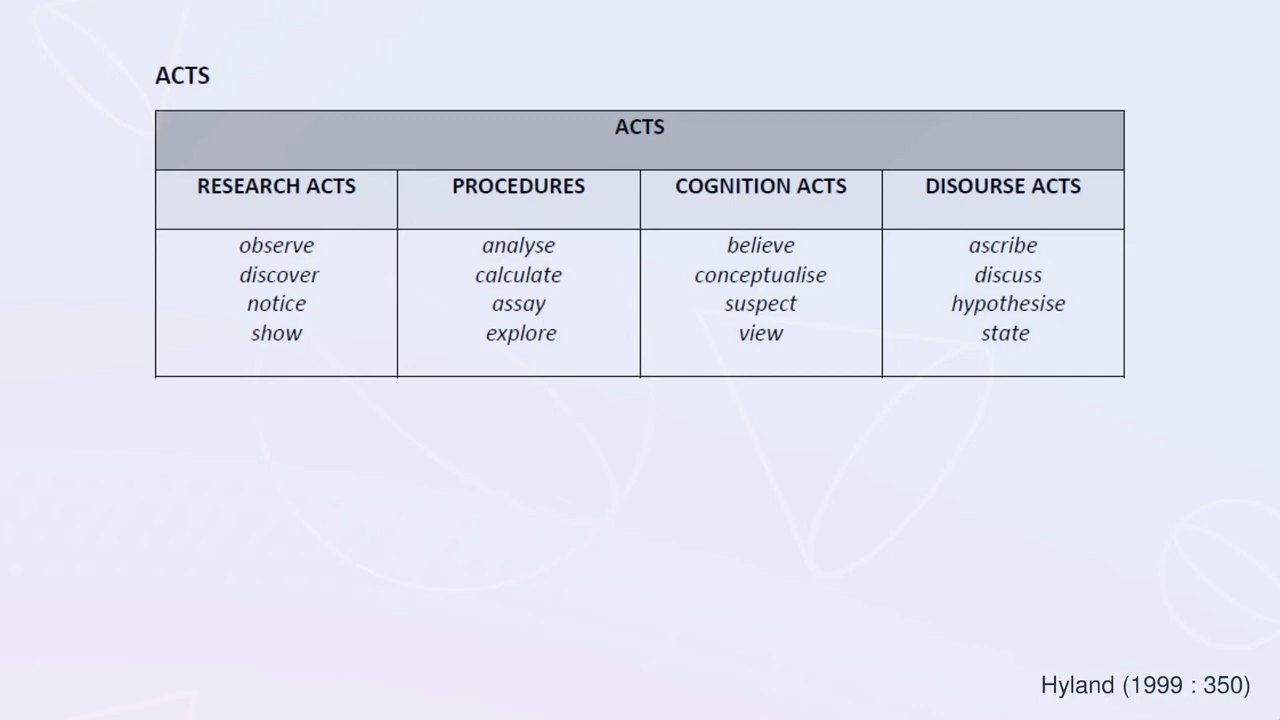 ACTS
ACTS
RESEARCH ACTS PROCEDURES COGNITION ACTS DISOURSE ACTS
observe analyse believe ascribe
discover calculate conceptualise discuss
notice assay suspect hypothesise
show explore view state
Hyland (1999 : 350)